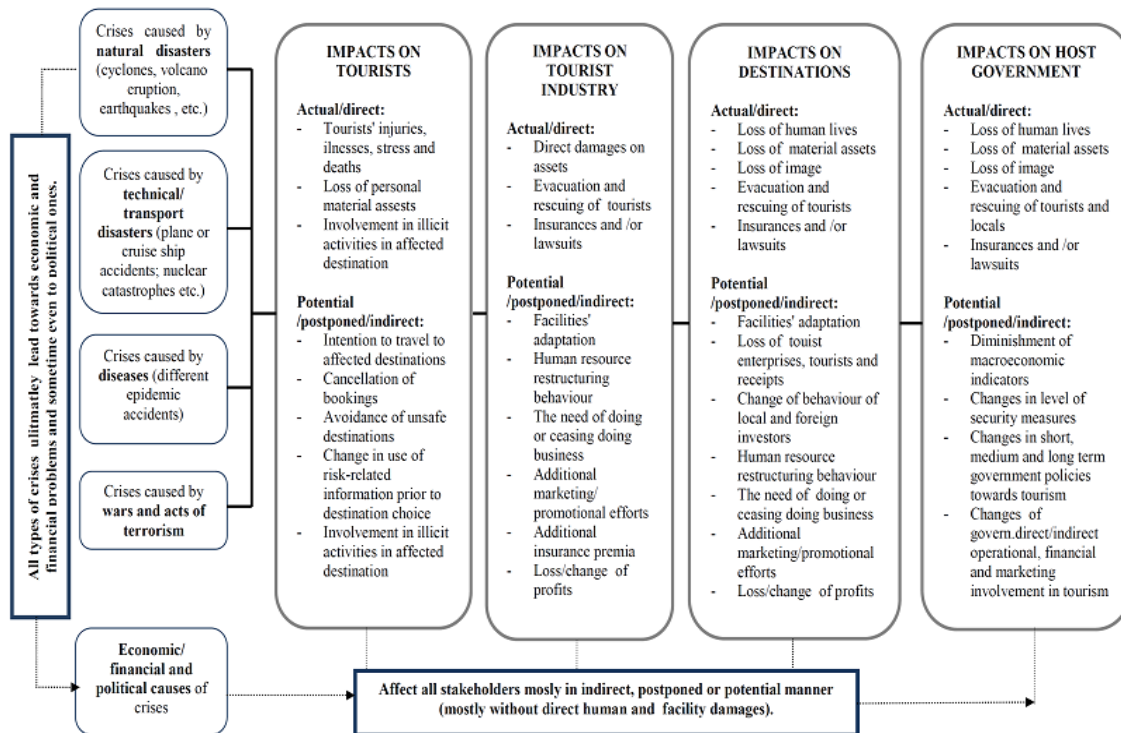 All types of crises ulitmatley lead towards economic and
financial problems and sometime even to political ones.
Crises caused by
natural disasters
(cyclones, volcano
eruption,
earthquakes , etc.)
Crises caused by
technical/
transport
disasters (plane or
cruise ship
accidents; nuclear
catastrophes etc.)
Crises caused
by diseases (different
epidemic
accidents)
Crises caused by
wars and acts of
terrorism
Economic/
financial and
political causes of
crises
IMPACTS ON
TOURISTS
Actual/direct:
- Tourists' injuries,
illnesses, stress and
deaths
- Loss of personal
material assests
- Involvement in illicit
activities in affected
destination
Potential
/postponed/indirect:
- Intention to travel to
affected destinations
- Cancellation of
bookings
- Avoidance of unsafe
destinations
- Change in use of
risk-related
information prior to
destination choice
- Involvement in illicit
activities in affected
destination
IMPACTS ON
TOURIST
INDUSTRY
Actual/direct:
- Direct damages on
assets
- Evacuation and
rescuing of tourists
- Insurances and /or
lawsuits
Potential
/postponed/indirect:
- Facilities'
adaptation
- Human resource
restructuring
behaviour
- The need of doing
or ceasing doing
business
- Additional
marketing/
promotional efforts
- Additional
insurance premia
- Loss/change of
profits
IMPACTS ON
DESTINATIONS
Actual/direct:
- Loss of human lives
- Loss of material assets
- Loss of image
- Evacuation and
rescuing of tourists
- Insurances and /or
lawsuits
Potential
/postponed/indirect:
- Facilities' adaptation
- Loss of touist
enterprises, tourists and
receipts
- Change of behaviour of
local and foreign
investors
- Human resource
restructuring behaviour
- The need of doing or
ceasing doing business
- Additional
marketing/promotional
efforts
- Loss/change of profits
IMPACTS ON HOST
GOVERNMENT
Actual/direct:
- Loss of human lives
- Loss of material assets
- Loss of image
- Evacuation and
rescuing of tourists and
locals
- Insurances and /or
lawsuits
Potential
/postponed/indirect:
- Diminishment of
macroeconomic
indicators
- Changes in level of
security measures
- Changes in short,
medium and long term
government policies
towards tourism
- Changes of
govern.direct/indirect
operational, financial
and marketing
involvement in tourism
Affect all stakeholders mosly in indirect, postponed or potential manner
(mostly without direct human and facility damages).